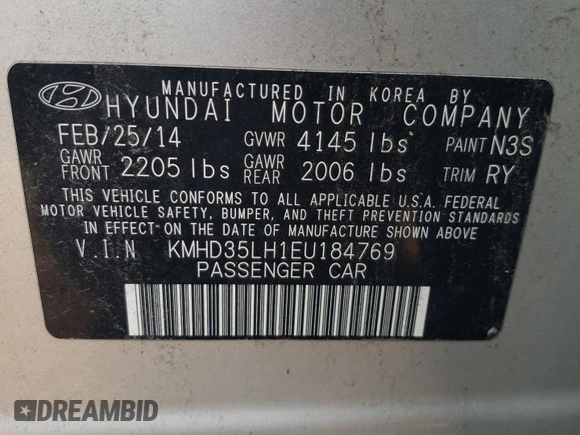 MANUFACTURED IN KOREA BY
HYUNDAI MOTOR COMPANY
FEB/25/14 GVWR 4145 lbs PAINT N3S
GAWR FRONT 2205 lbs GAWR REAR 2006 lbs TRIM RY
THIS VEHICLE CONFORMS TO ALL APPLICABLE U.S.A. FEDERAL
MOTOR VEHICLE SAFETY, BUMPER, AND THEFT PREVENTION STANDARDS
IN EFFECT ON THE DATE OF MANUFACTURE SHOWN ABOVE
V.I.N KMHD35LH1EU184769
PASSENGER CAR
DREAMBID